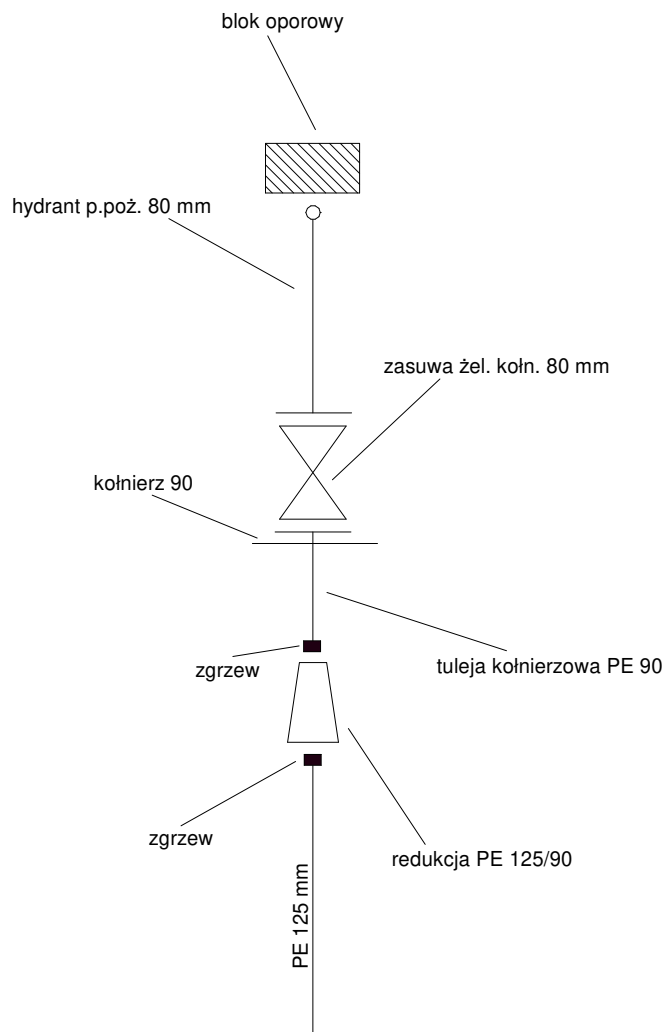 blok oporowy
hydrant p.poż. 80 mm
zasuwa żel. kołn. 80 mm
kołnierz 90
zgrzew
tuleja kołnierzowa PE 90
zgrzew
redukcja PE 125/90
PE 125 mm